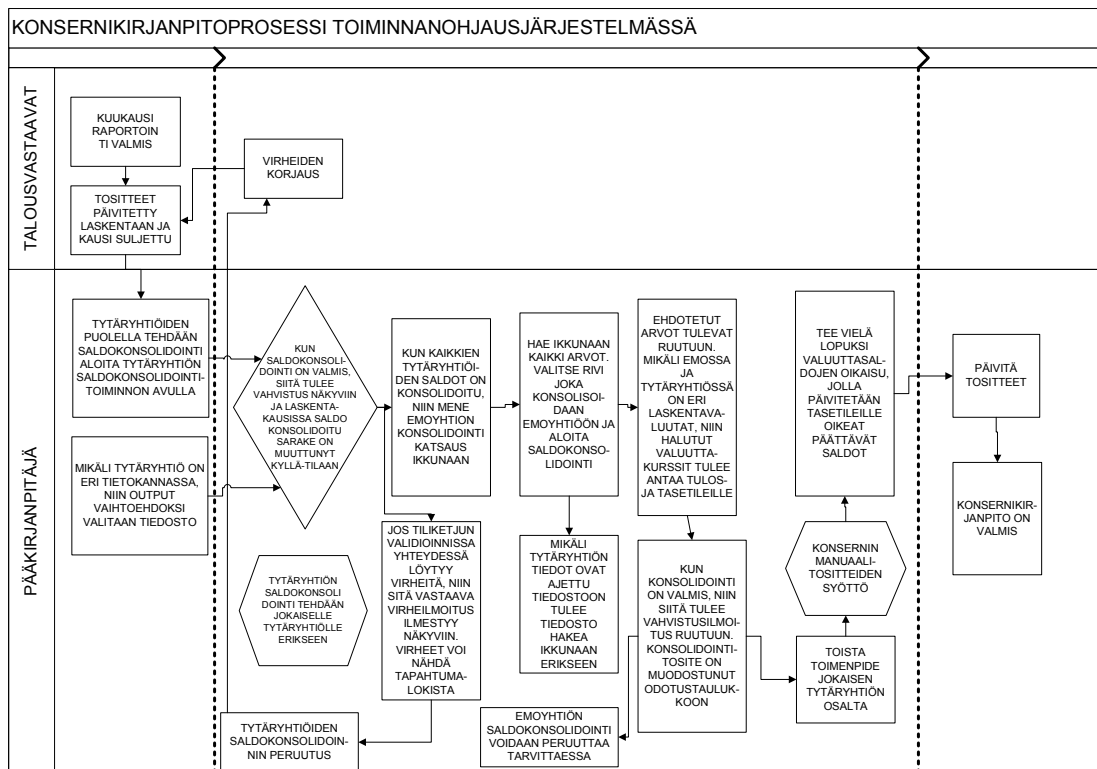 KONSERNIKIRJANPITOPROSESSI TOIMINNANOHJAUSJÄRJESTELMÄSSÄ
TALOUSVASTAAVAT
KUUKAUSI
RAPORTOIN
TI VALMIS
TOSITTEET
PÄIVITETTY
LASKENTAAN JA
KAUSI SULJETTU
VIRHEIDEN
KORJAUS
PÄÄKIRJANPITÄJÄ
TYTÄRYHTIÖIDEN
PUOLELLA TEHDÄÄN
SALDOKONSOLIDOINTI
ALOITA TYTÄRYHTIÖN
SALDOKONSOLIDOINTI-
TOIMINNON AVULLA
MIKÄLI TYTÄRYHTIÖ ON
ERI TIETOKANNASSA,
NIIN OUTPUT
VAIHTOEHDOKSI
VALITAAN TIEDOSTO
KUN
SALDOKONSOLI-
DOINTI ON VALMIS,
SIITÄ TULEE
VAHVISTUS NÄKYVIIN
JA LASKENTA-
KAUSISSA SALDO
KONSOLIDOITU
SARAKE ON
MUUTTUNYT
KYLLÄ-TILAAN
TYTÄRYHTIÖN
SALDOKONSOLI
DOINTI TEHDÄÄN
JOKAISELLE
TYTÄRYHTIÖLLE
ERIKSEEN
TYTÄRYHTIÖIDEN
SALDOKONSOLIDOIN-
NIN PERUUTUS
KUN KAIKKIEN
TYTÄRYHTIÖI-
DEN SALDOT ON
KONSOLIDOITU,
NIIN MENE
EMOYHTION
KONSOLIDOINTI
KATSAUS
IKKUNAAN
JOS TILIKETJUN
VALIDIOINNISSA
YHTEYDESSÄ
LÖYTYY
VIRHEITÄ, NIIN
SITÄ VASTAAVA
VIRHEILMOITUS
ILMESTYY
NÄKYVIIN.
VIRHEET VOI
NÄHDÄ
TAPAHTUMA-
LOKISTA
HAE IKKUNAAN
KAIKKI ARVOT.
VALITSE RIVI
JOKA
KONSOLISOIDAAN
EMOYHTIÖÖN JA
ALOITA
SALDOKONSO-
LIDOINTI
MIKÄLI
TYTÄRYHTIÖN
TIEDOT OVAT
AJETTU
TIEDOSTOON
TULEE
TIEDOSTO
HAKEA
IKKUNAAN
ERIKSEEN
EMOYHTIÖN
SALDOKONSOLIDOINTI
VOIDAAN PERUUTTAA
TARVITTAESSA
EHDOTETUT
ARVOT TULEVAT
RUUTUUN.
MIKÄLI EMOSSA
JA
TYTÄRYHTIÖSSÄ
ON ERI
LASKENTAVA-
LUUTAT, NIIN
HALUTUT
VALUUTTA-
KURSSIT TULEE
ANTAA TULOS-
JA TASETILEILLE
KUN
KONSOLIDOINTI
ON VALMIS, NIIN
SIITÄ TULEE
VAHVISTUSILMOI-
TUS RUUTUUN.
KONSOLIDOINTI-
TOSITE ON
MUODOSTUNUT
ODOTUSTAULUK-
KOON
TEE VIELÄ
LOPUKSI
VALUUTTASAL-
DOJEN OIKAISU,
JOLLA
PÄIVITETÄÄN
TASETILEILLE
OIKEAT
PÄÄTTÄVÄT
SALDOT
KONSERNIN
MANUAALI-
TOSITTEIDEN
SYÖTTÖ
TOISTA
TOIMENPIDE
JOKAISEN
TYTÄRYHTIÖN
OSALTA
PÄIVITÄ
TOSITTEET
KONSERNIKIR-
JANPITO ON
VALMIS